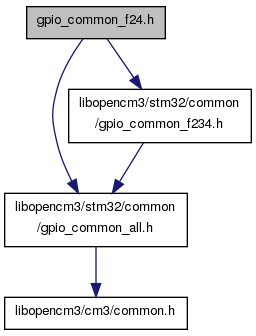 gpio_common_f24.h
libopencm3/stm32/common
/gpio_common_f234.h
libopencm3/stm32/common
/gpio_common_all.h
libopencm3/cm3/common.h